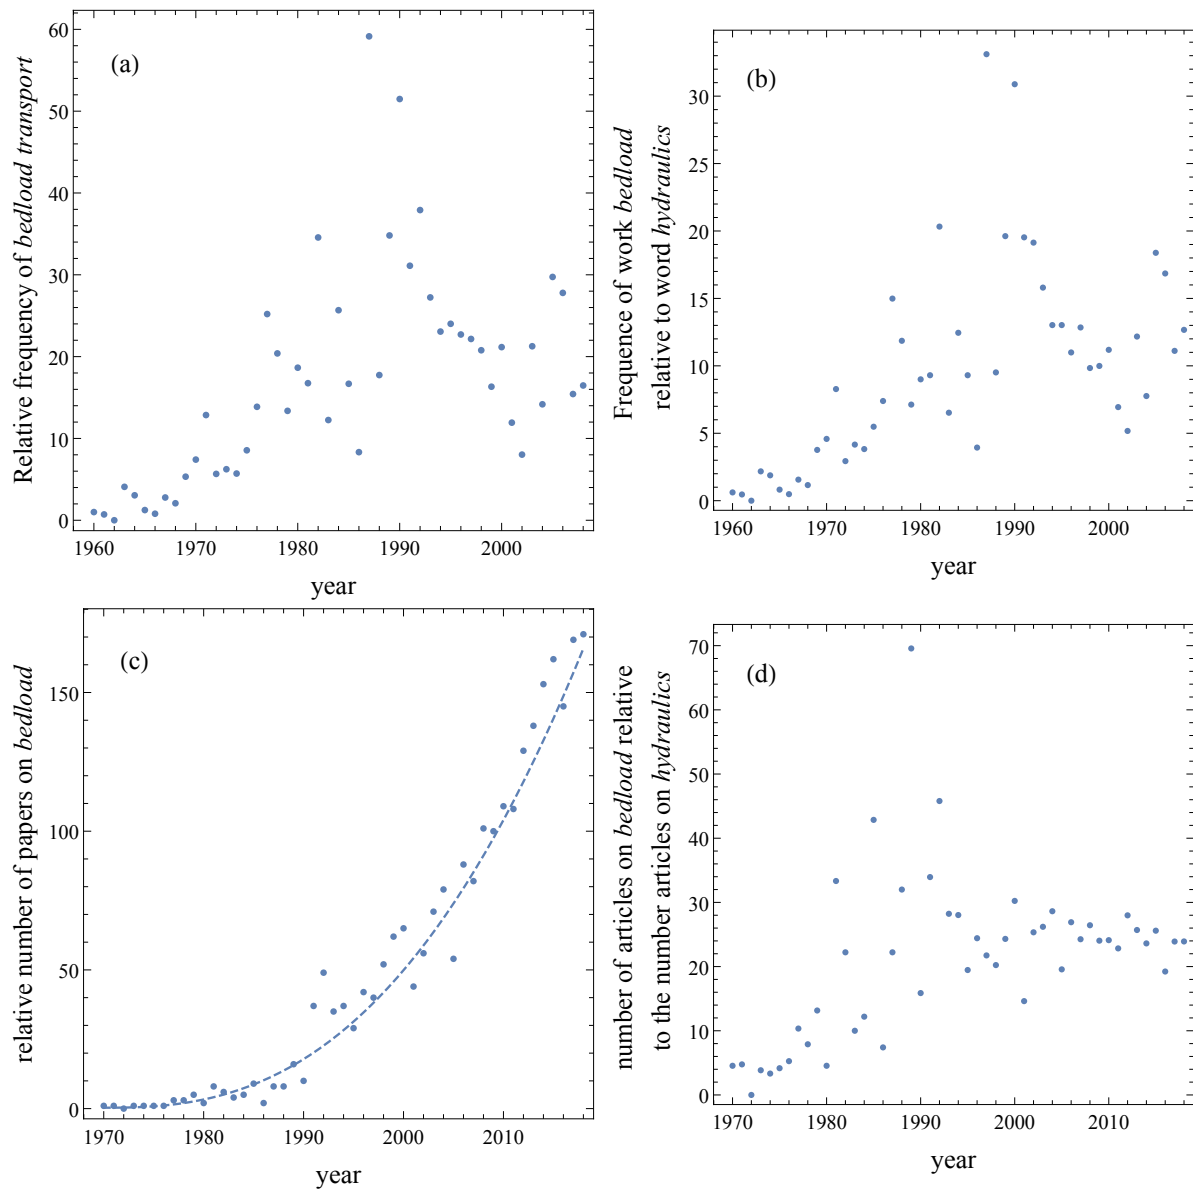 (a)
Relative frequency of bedload transport
60
50
40
30
20
10
0
1960 1970 1980 1990 2000
year
(b)
Frequence of work bedload
relative to word hydraulics
30
25
20
15
10
5
0
1960 1970 1980 1990 2000
year
(c)
relative number of papers on bedload
150
100
50
0
1970 1980 1990 2000 2010
year
(d)
number of articles on bedload relative
to the number articles on hydraulics
70
60
50
40
30
20
10
0
1970 1980 1990 2000 2010
year